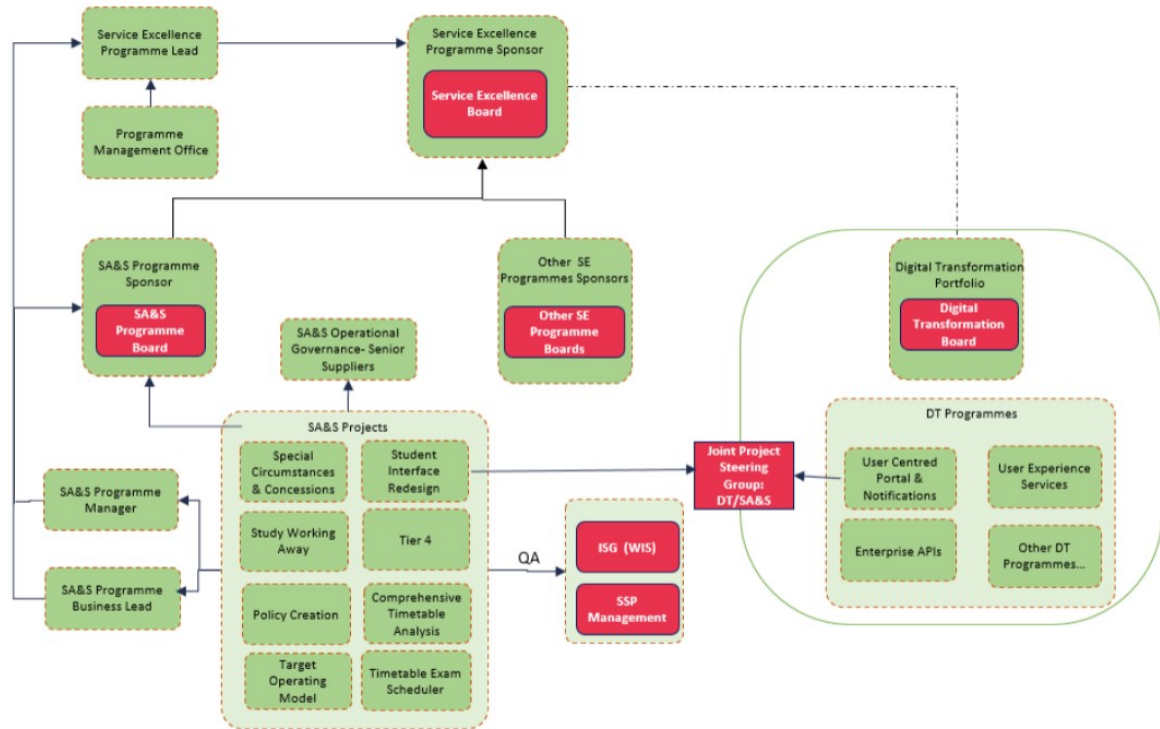 Service Excellence
Programme Lead
Service Excellence
Programme Sponsor
Service Excellence
Board
Programme
Management Office
SA&S Programme
Sponsor
SA&S
Programme
Board
Other SE
Programmes Sponsors
Other SE
Programme
Boards
Digital Transformation
Portfolio
Digital
Transformation
Board
SA&S Operational
Governance- Senior
Suppliers
SA&S Projects
Special
Circumstances
& Concessions
Student
Interface
Redesign
Study Working
Away
Tier 4
Policy Creation
Comprehensive
Timetable
Analysis
Target
Operating
Model
Timetable Exam
Scheduler
SA&S Programme
Manager
SA&S Programme
Business Lead
QA
ISG (WIS)
SSP
Management
Joint Project
Steering
Group:
DT/SA&S
DT Programmes
User Centred
Portal &
Notifications
User Experience
Services
Enterprise APIs
Other DT
Programmes...